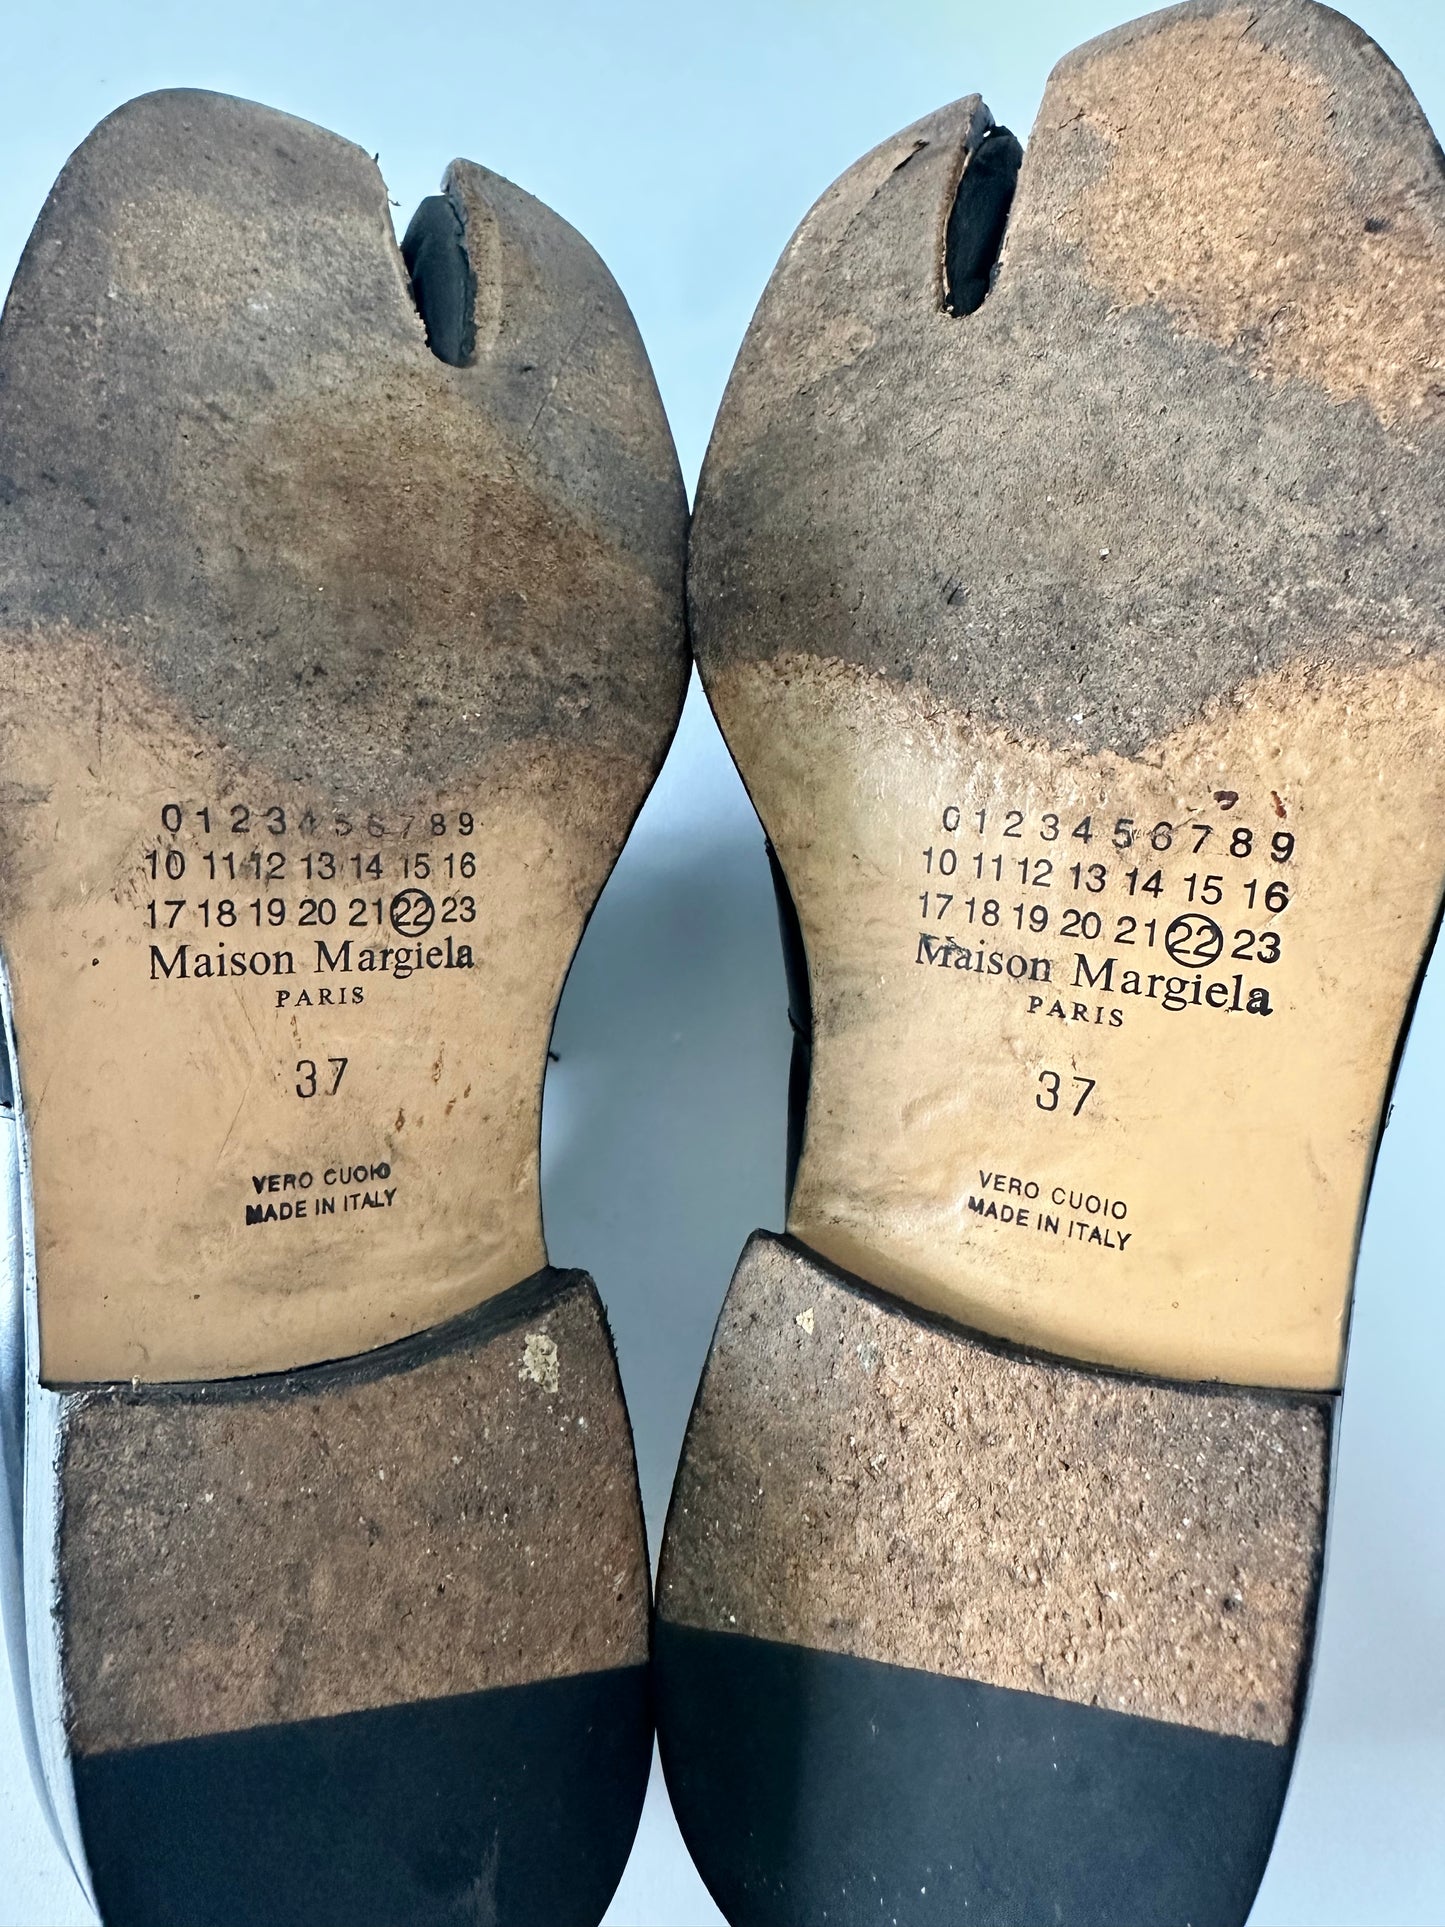 0 1 2 3 4 5 6 7 8 9
10 11 12 13 14 15 16
17 18 19 20 21 22 23
Maison Margiela
PARIS
37
VERO CUOIO
MADE IN ITALY
0 1 2 3 4 5 6 7 8 9
10 11 12 13 14 15 16
17 18 19 20 21 22 23
Maison Margiela
PARIS
37
VERO CUOIO
MADE IN ITALY